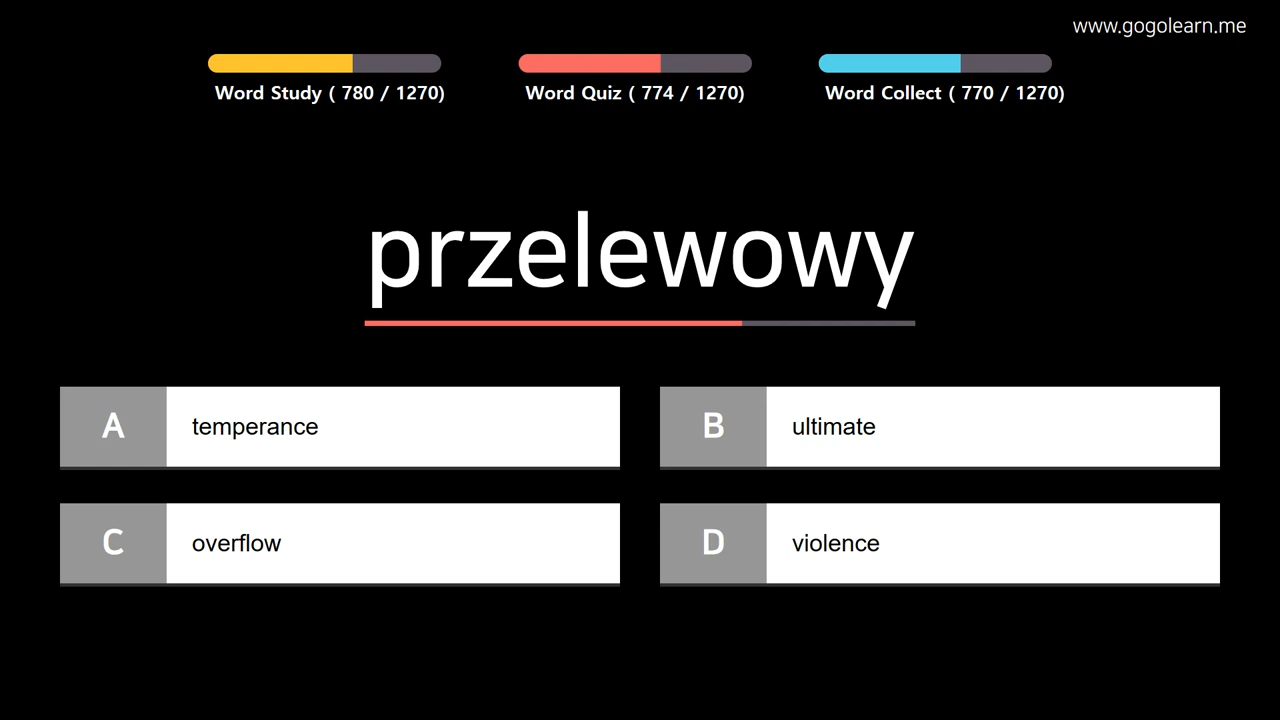 www.gogolearn.me
Word Study ( 780 / 1270)
Word Quiz ( 774 / 1270)
Word Collect ( 770 / 1270)
przelewowy
A temperance
B ultimate
C overflow
D violence